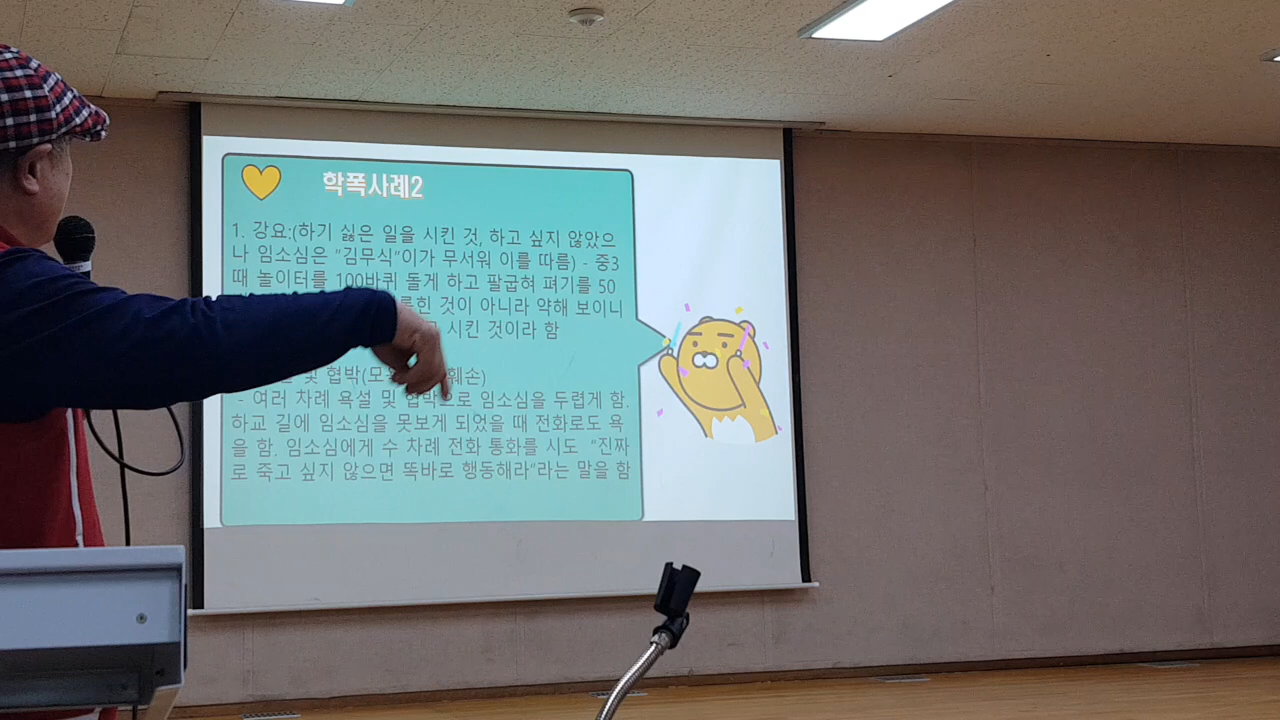 학폭사례2
1. 강요:(하기 싫은 일을 시킨 것, 하고 싶지 않았으
나 임소심은 “김무식”이가 무서워 이를 따름) - 중3
때 놀이터를 100바퀴 돌게 하고 팔굽혀 펴기를 50
것이 아니라 약해 보이니
시킨 것이라 함
및 협박(모
- 여러 차례 욕설 및 협박으로 임소심을 두렵게 함.
하교 길에 임소심을 못보게 되었을 때 전화로도 욕
을 함. 임소심에게 수 차례 전화 통화를 시도 “진짜
로 죽고 싶지 않으면 똑바로 행동해라”라는 말을 함